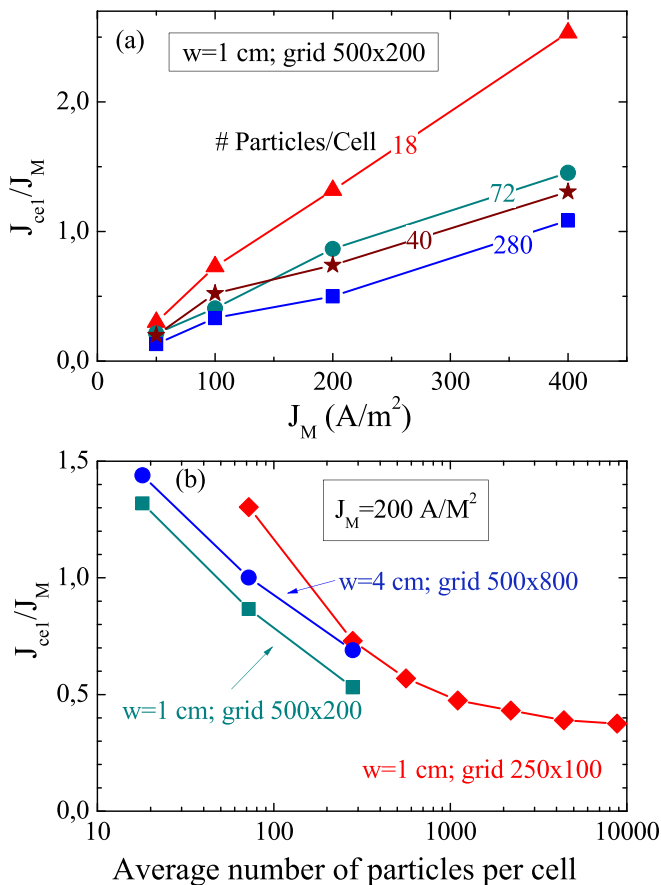 (a)
w=1 cm; grid 500x200
# Particles/Cell
18
72
40
280
2,0
1,0
0,0
J_cel/J_M
0
100
200
300
400
J_M (A/m²)
(b)
J_M=200 A/M²
w=4 cm; grid 500x800
w=1 cm; grid 500x200
w=1 cm; grid 250x100
1,5
1,0
0,5
0,0
J_cel/J_M
10
100
1000
10000
Average number of particles per cell